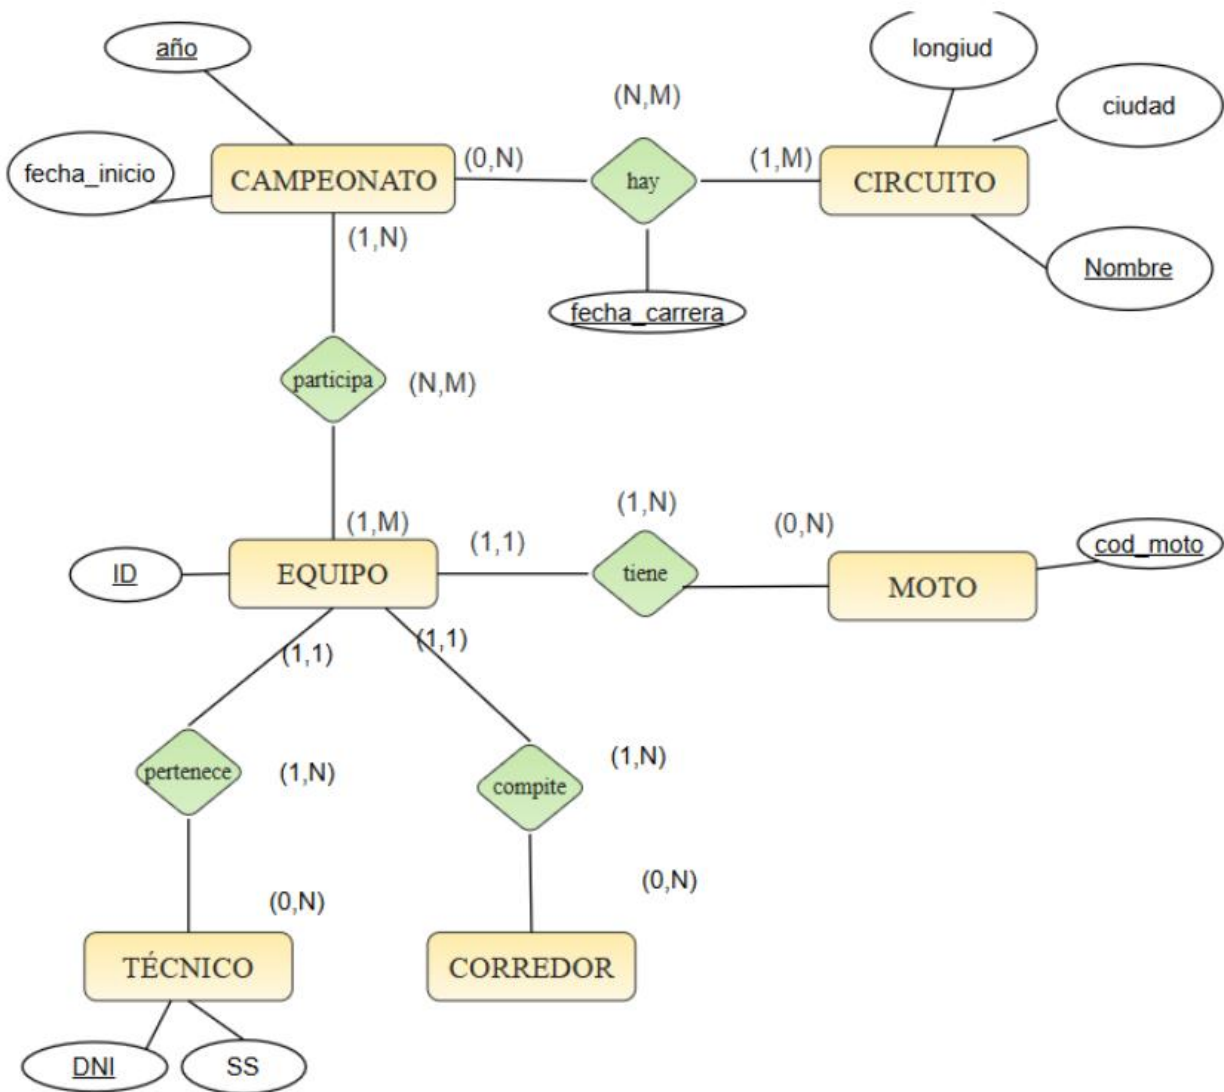 año
longiud
ciudad
(N,M)
fecha_inicio
CAMPEONATO
(0,N)
hay
(1,M)
CIRCUITO
(1,N)
Nombre
fecha_carrera
participa
(N,M)
(1,M)
(1,1)
(1,N)
(0,N)
cod_moto
ID
EQUIPO
tiene
MOTO
(1,1)
(1,1)
pertenece
(1,N)
compite
(1,N)
(0,N)
(0,N)
TÉCNICO
CORREDOR
DNI
SS